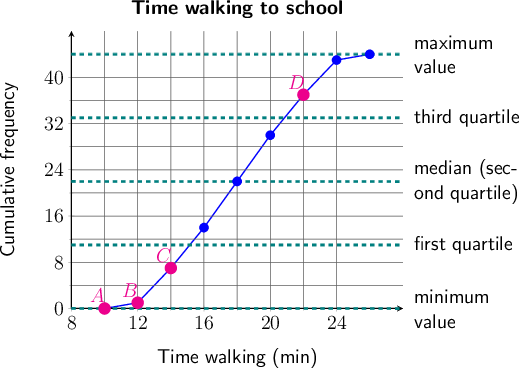 Time walking to school
maximum
value
third quartile
median (sec-
ond quartile)
first quartile
minimum
value
Cumulative frequency
40
32
24
16
8
0
A
B
C
D
8 12 16 20 24
Time walking (min)